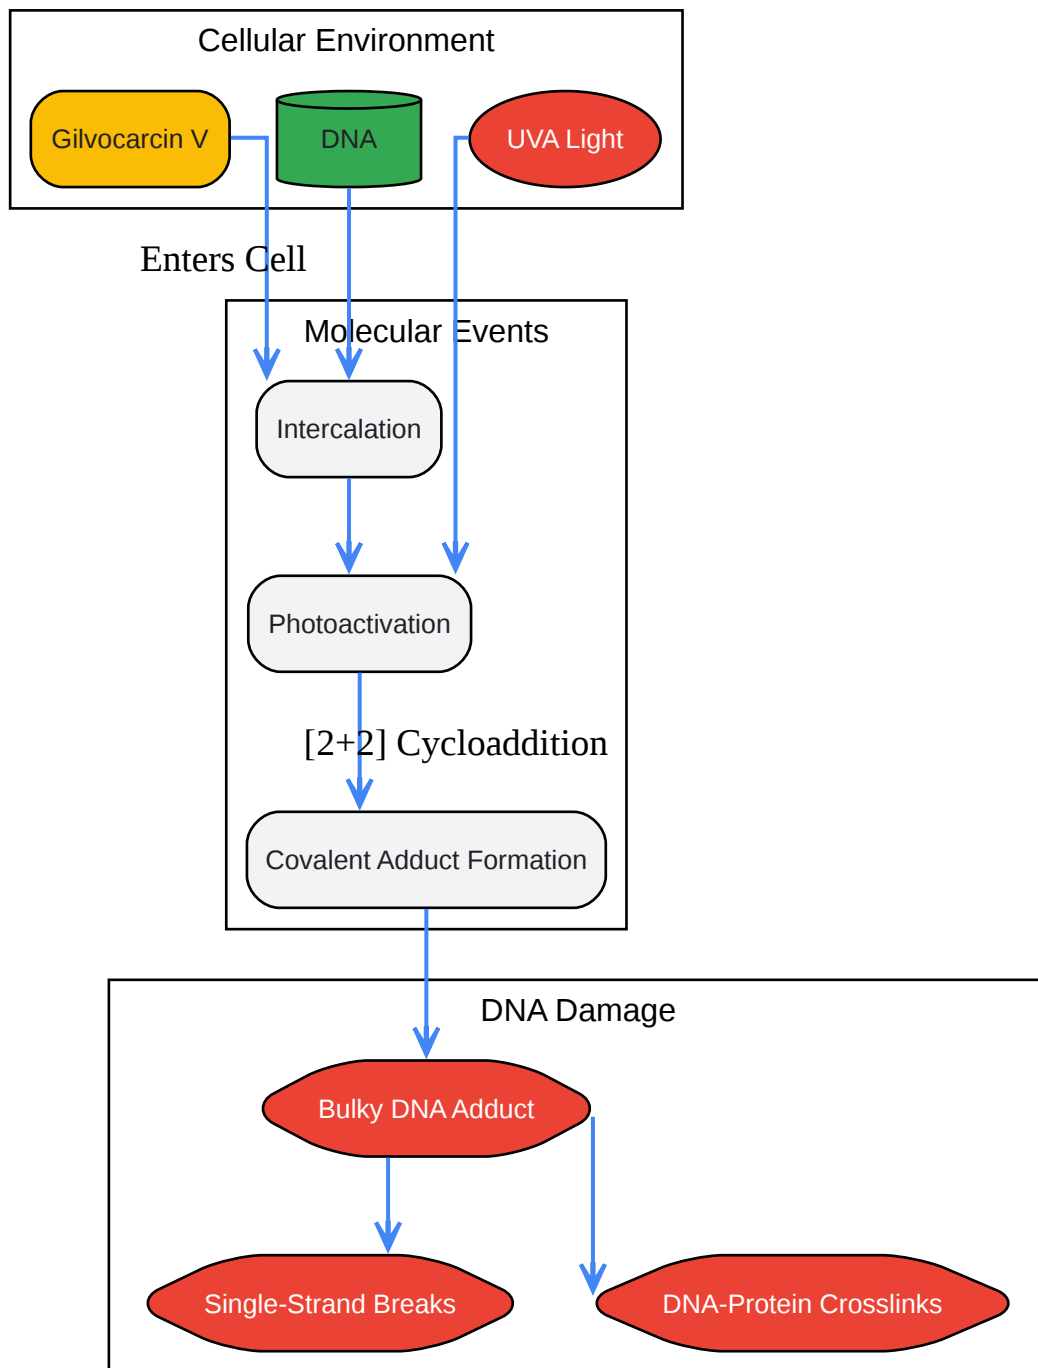 Cellular Environment
Gilvocarcin V
DNA
UVA Light
Enters Cell
Molecular Events
Intercalation
Photoactivation
[2+2] Cycloaddition
Covalent Adduct Formation
DNA Damage
Bulky DNA Adduct
Single-Strand Breaks
DNA-Protein Crosslinks